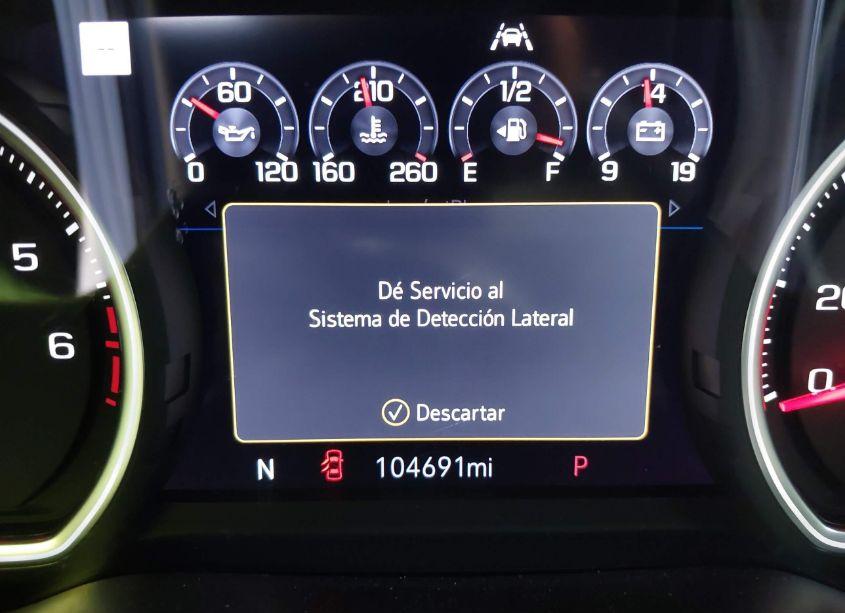 --
60
0 120
210
160 260
1/2
E F
14
9 19
5
6
20
0
Dé Servicio al
Sistema de Detección Lateral
Descartar
N 104691mi P